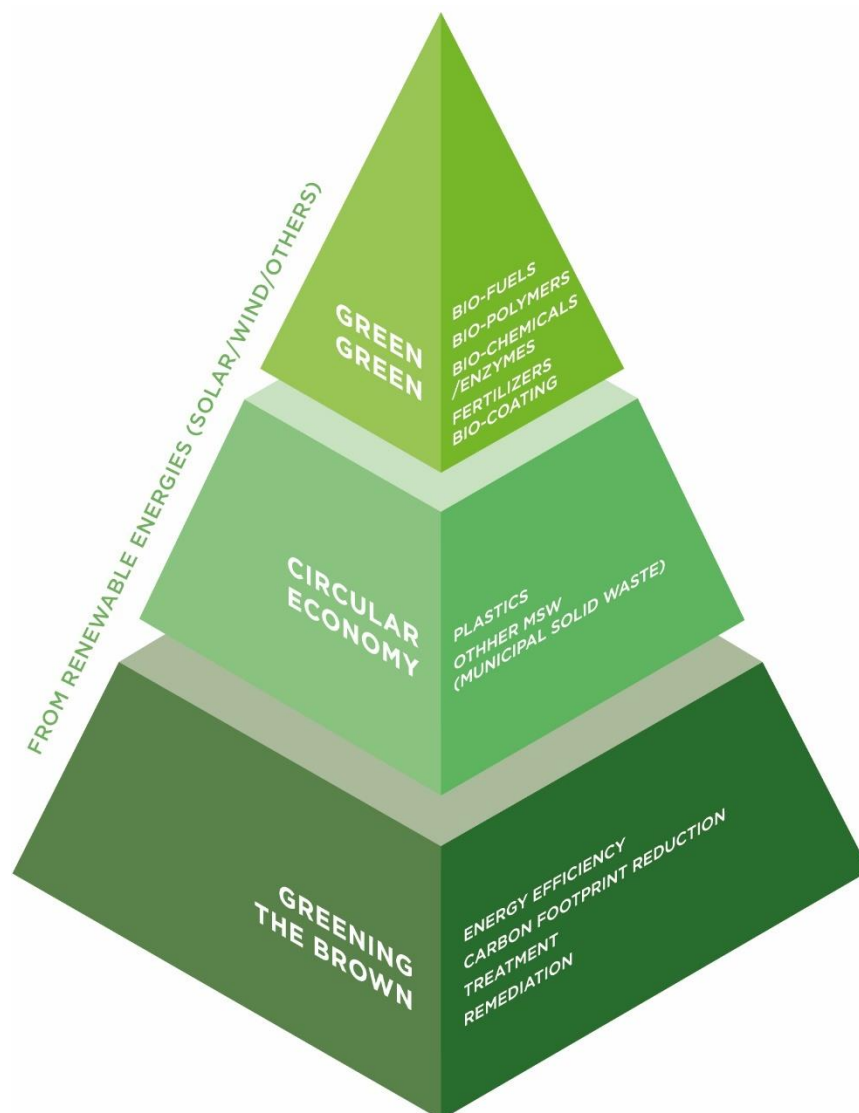 FROM RENEWABLE ENERGIES (SOLAR/WIND/OTHERS)
GREEN
GREEN
BIO-FUELS
BIO-POLYMERS
BIO-CHEMICALS
/ENZYMES
FERTILIZERS
BIO-COATING
CIRCULAR
ECONOMY
PLASTICS
OTHHER MSW
(MUNICIPAL SOLID WASTE)
GREENING
THE BROWN
ENERGY EFFICIENCY
CARBON FOOTPRINT REDUCTION
TREATMENT
REMEDIATION